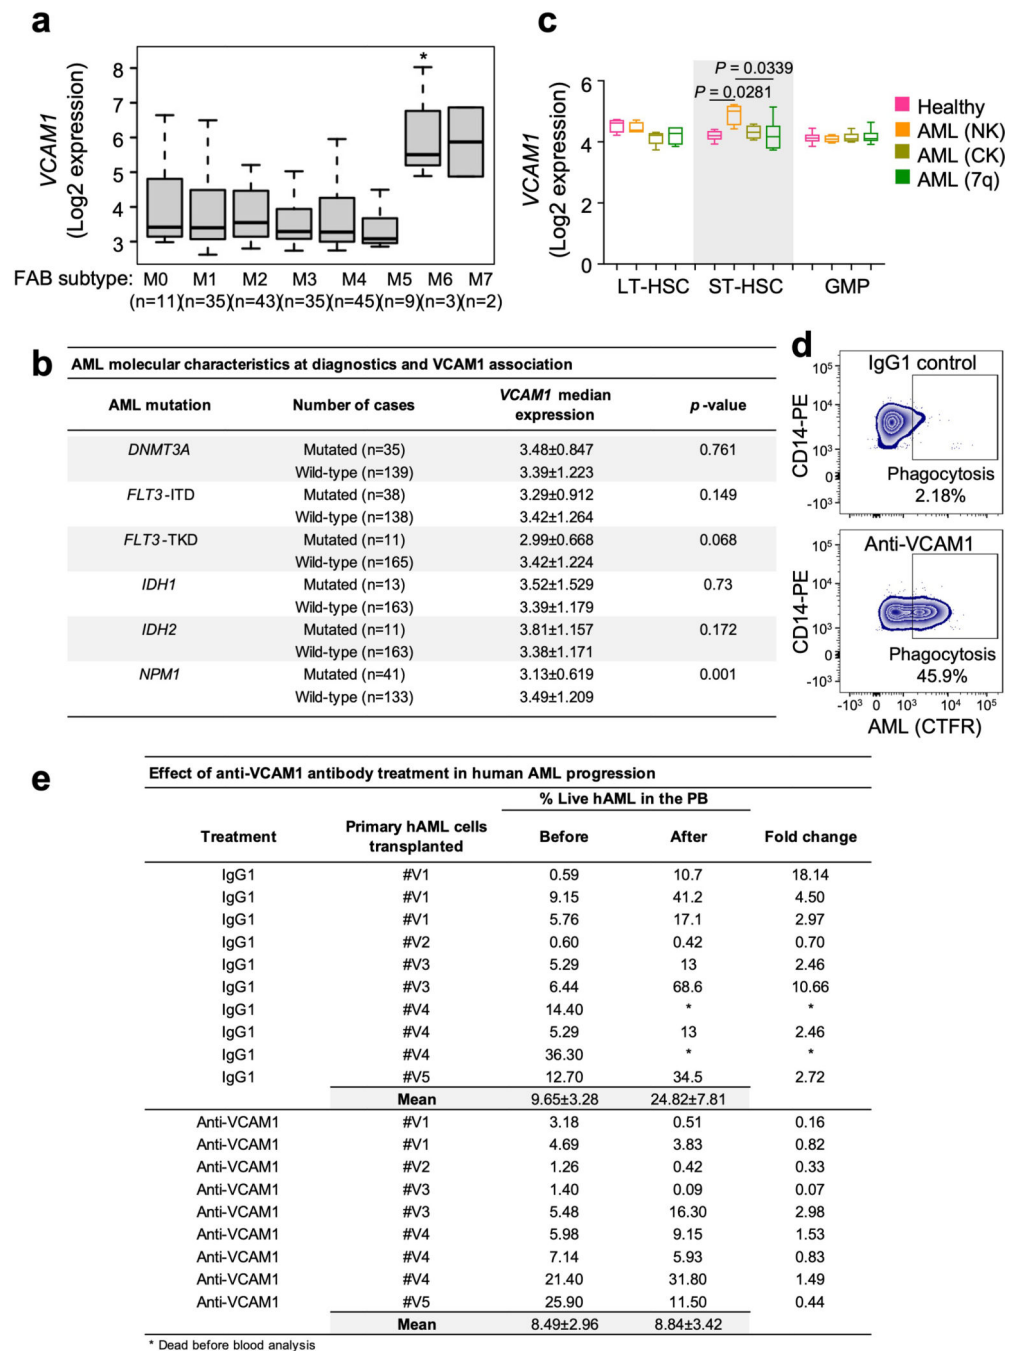 a
VCAM1
(Log2 expression)
8
7
6
5
4
3
*
FAB subtype: M0 M1 M2 M3 M4 M5 M6 M7
(n=11)(n=35)(n=43)(n=35)(n=45)(n=9)(n=3)(n=2)
c
VCAM1
(Log2 expression)
6
4
2
0
P = 0.0339
P = 0.0281
LT-HSC ST-HSC GMP
Healthy
AML (NK)
AML (CK)
AML (7q)
b
AML molecular characteristics at diagnostics and VCAM1 association
AML mutation Number of cases VCAM1 median expression p-value
DNMT3A Mutated (n=35) 3.48±0.847 0.761
Wild-type (n=139) 3.39±1.223
FLT3-ITD Mutated (n=38) 3.29±0.912 0.149
Wild-type (n=138) 3.42±1.264
FLT3-TKD Mutated (n=11) 2.99±0.668 0.068
Wild-type (n=165) 3.42±1.224
IDH1 Mutated (n=13) 3.52±1.529 0.73
Wild-type (n=163) 3.39±1.179
IDH2 Mutated (n=11) 3.81±1.157 0.172
Wild-type (n=163) 3.38±1.171
NPM1 Mutated (n=41) 3.13±0.619 0.001
Wild-type (n=133) 3.49±1.209
d
CD14-PE
10⁵
10⁴
10³
0
-10³
IgG1 control
Phagocytosis
2.18%
CD14-PE
10⁵
10⁴
10³
0
-10³
Anti-VCAM1
Phagocytosis
45.9%
-10³ 0 10³ 10⁴ 10⁵
AML (CTFR)
e
Effect of anti-VCAM1 antibody treatment in human AML progression
% Live hAML in the PB
Treatment Primary hAML cells transplanted Before After Fold change
IgG1 #V1 0.59 10.7 18.14
IgG1 #V1 9.15 41.2 4.50
IgG1 #V1 5.76 17.1 2.97
IgG1 #V2 0.60 0.42 0.70
IgG1 #V3 5.29 13 2.46
IgG1 #V3 6.44 68.6 10.66
IgG1 #V4 14.40 * *
IgG1 #V4 5.29 13 2.46
IgG1 #V4 36.30 * *
IgG1 #V5 12.70 34.5 2.72
Mean 9.65±3.28 24.82±7.81
Anti-VCAM1 #V1 3.18 0.51 0.16
Anti-VCAM1 #V1 4.69 3.83 0.82
Anti-VCAM1 #V2 1.26 0.42 0.33
Anti-VCAM1 #V3 1.40 0.09 0.07
Anti-VCAM1 #V3 5.48 16.30 2.98
Anti-VCAM1 #V4 5.98 9.15 1.53
Anti-VCAM1 #V4 7.14 5.93 0.83
Anti-VCAM1 #V4 21.40 31.80 1.49
Anti-VCAM1 #V5 25.90 11.50 0.44
Mean 8.49±2.96 8.84±3.42
* Dead before blood analysis